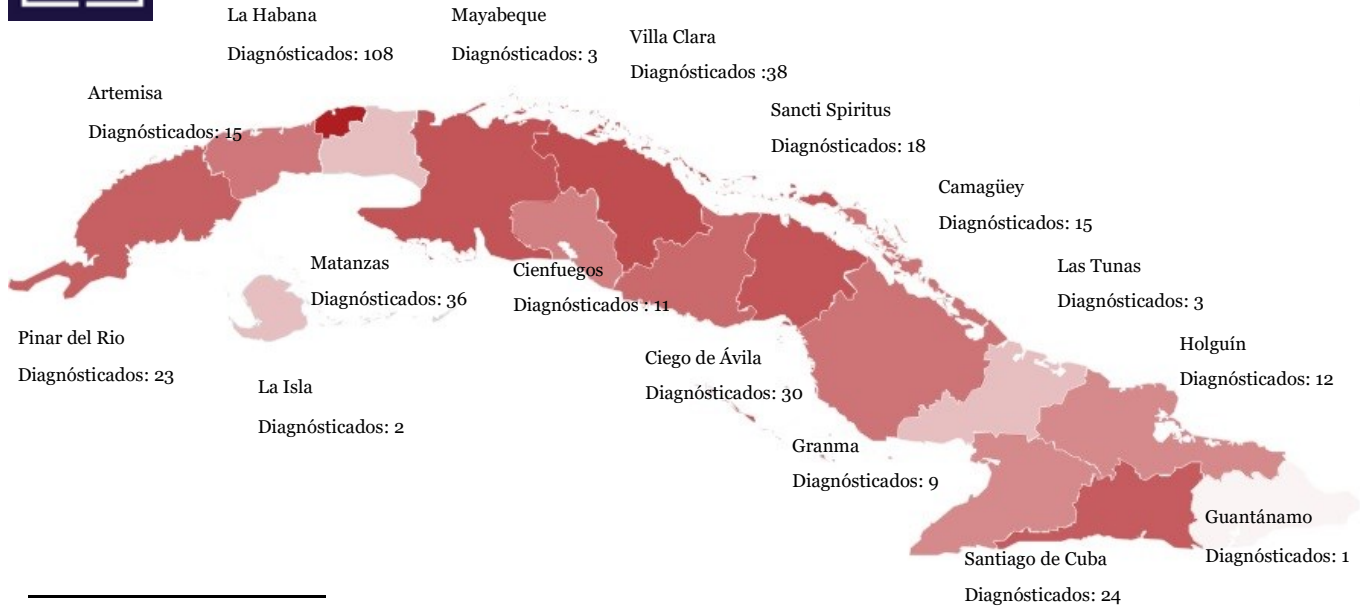 La Habana
Diagnósticados: 108
Mayabeque
Diagnósticados: 3
Villa Clara
Diagnósticados :38
Artemisa
Diagnósticados: 15
Sancti Spiritus
Diagnósticados: 18
Camagüey
Diagnósticados: 15
Matanzas
Diagnósticados: 36
Cienfuegos
Diagnósticados : 11
Las Tunas
Diagnósticados: 3
Pinar del Rio
Diagnósticados: 23
La Isla
Diagnósticados: 2
Ciego de Ávila
Diagnósticados: 30
Holguín
Diagnósticados: 12
Granma
Diagnósticados: 9
Guantánamo
Diagnósticados: 1
Santiago de Cuba
Diagnósticados: 24